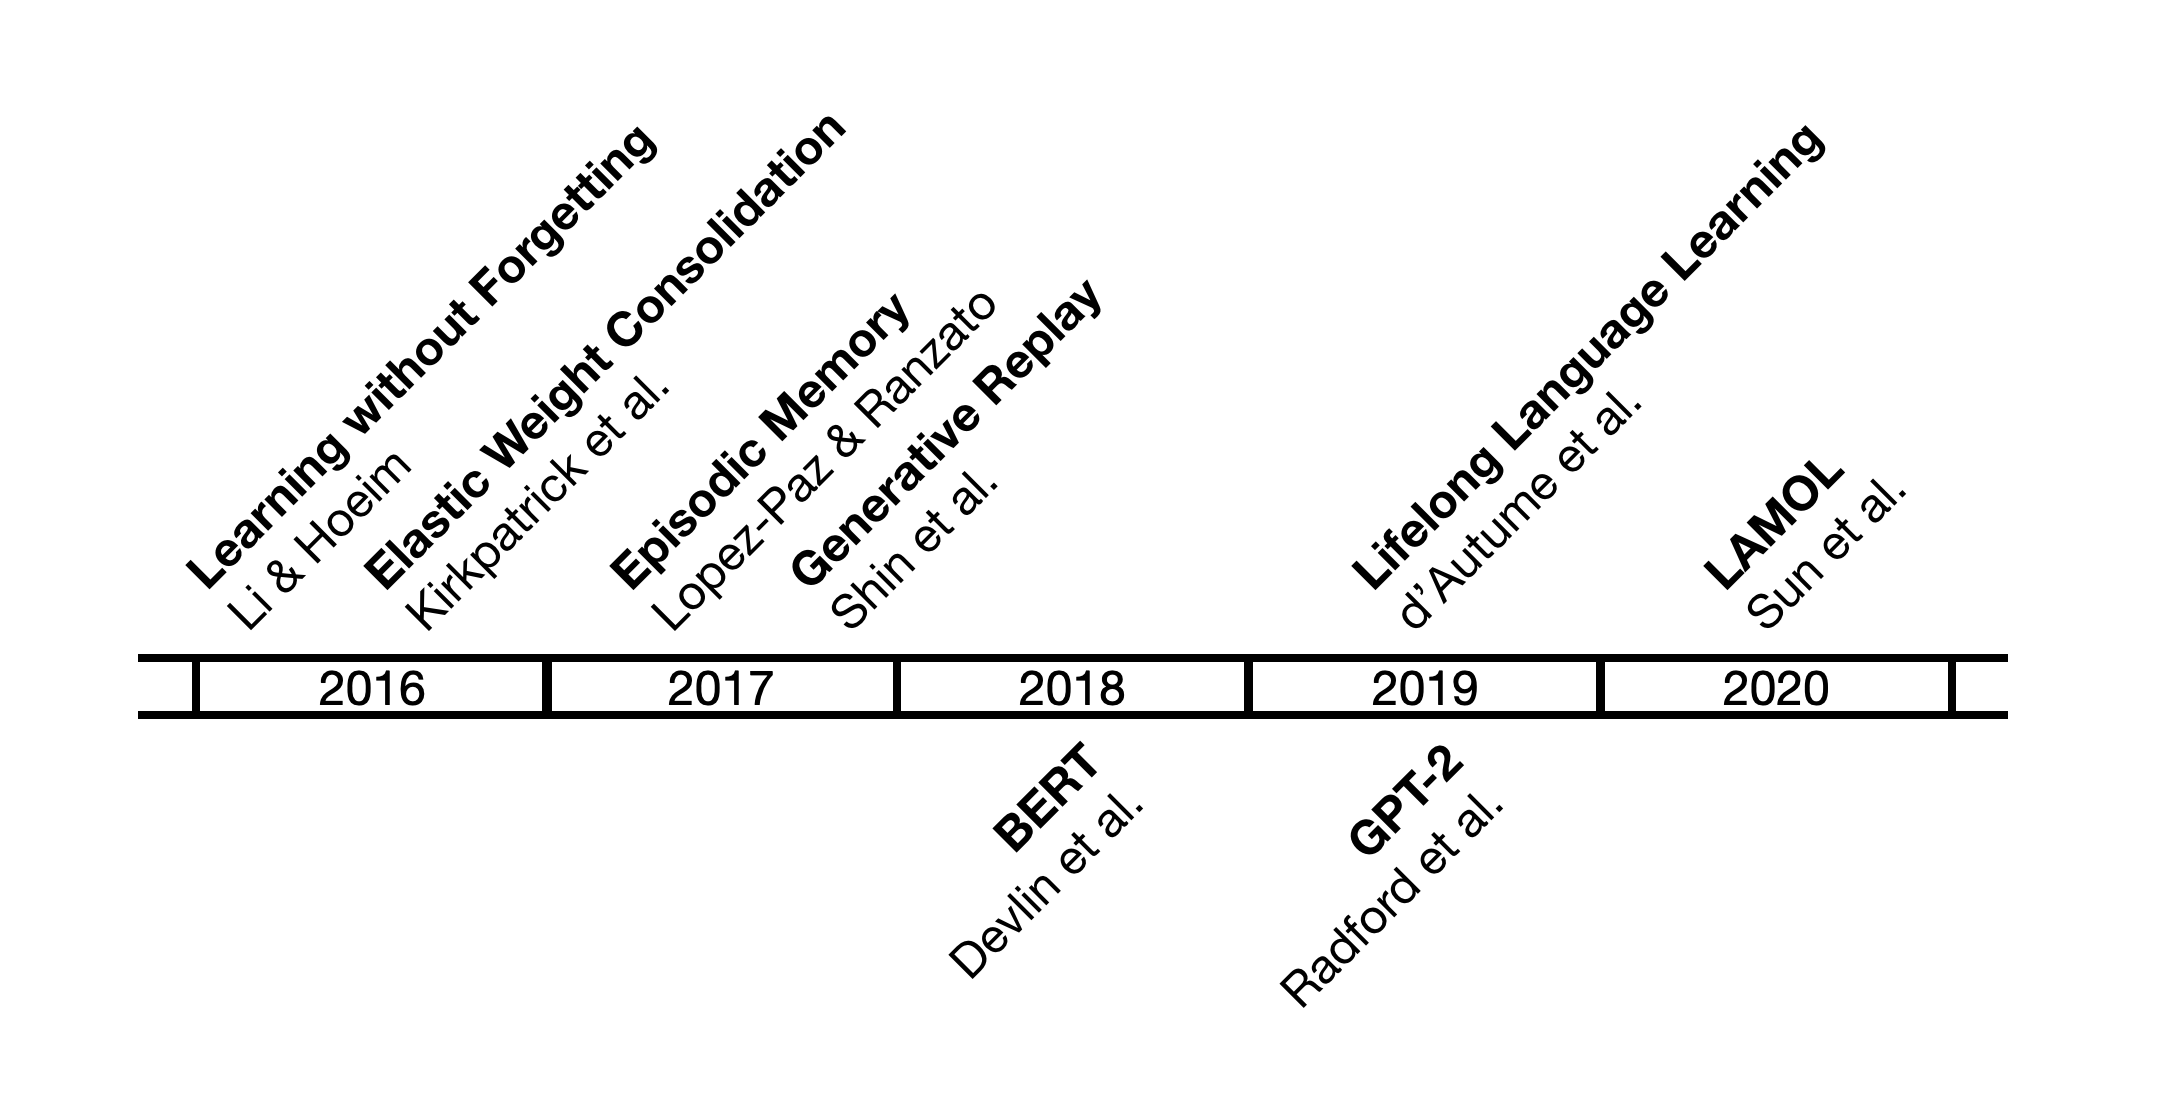 Learning without Forgetting
Li & Hoeim
Elastic Weight Consolidation
Kirkpatrick et al.
Episodic Memory
Lopez-Paz & Ranzato
Generative Replay
Shin et al.
Lifelong Language Learning
d’Autume et al.
LAMOL
Sun et al.
2016
2017
2018
2019
2020
BERT
Devlin et al.
GPT-2
Radford et al.